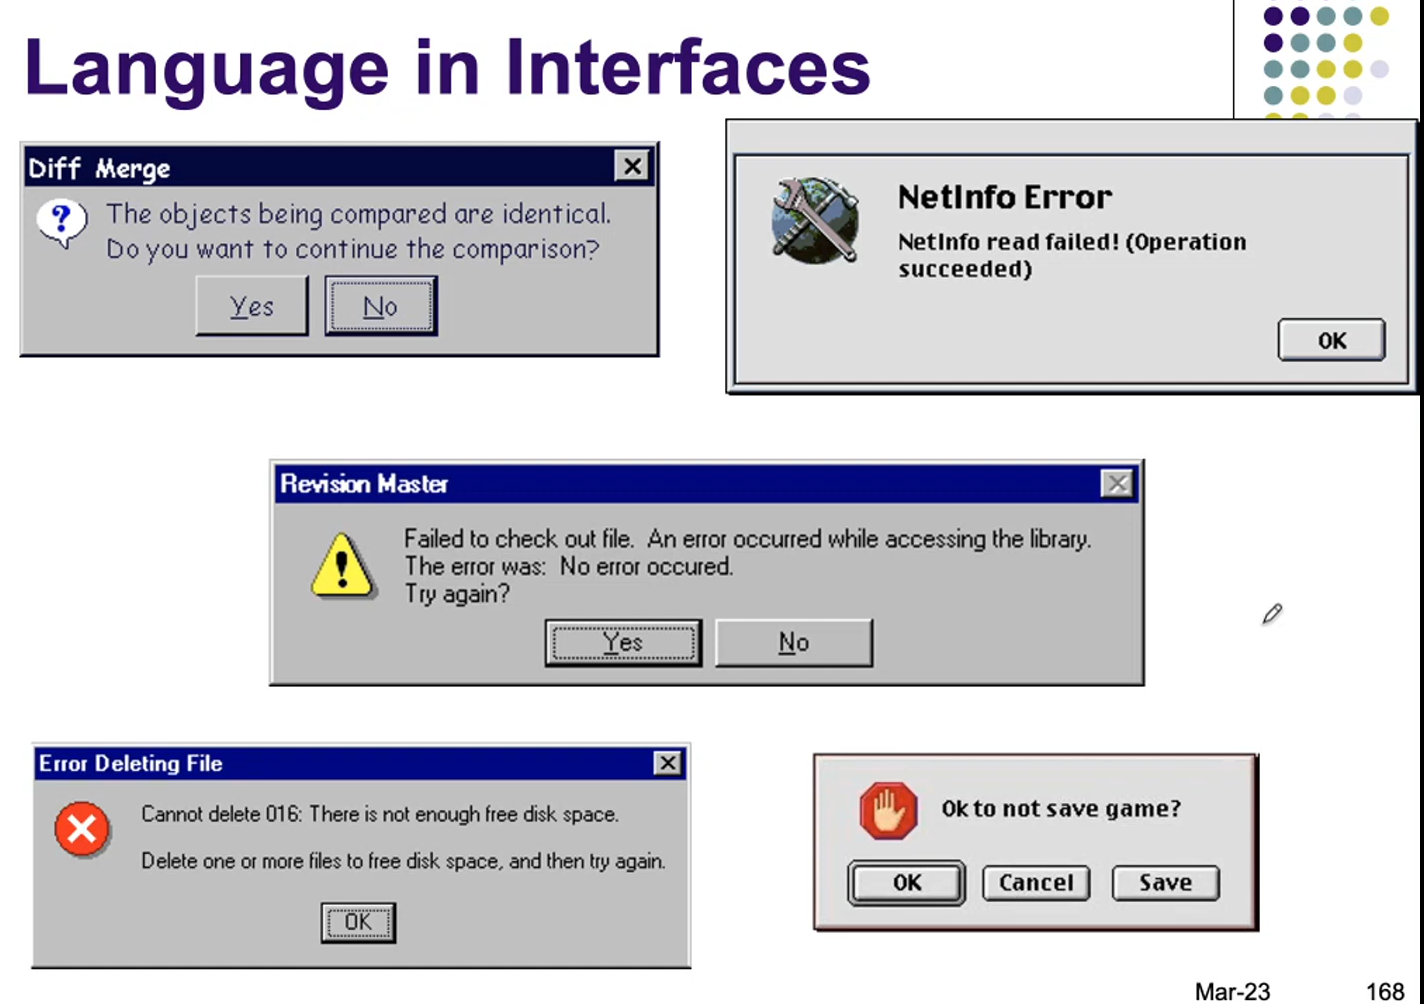 Language in Interfaces
Diff Merge
The objects being compared are identical.
Do you want to continue the comparison?
Yes No
NetInfo Error
NetInfo read failed! (Operation
succeeded)
OK
Revision Master
Failed to check out file. An error occurred while accessing the library.
The error was: No error occured.
Try again?
Yes No
Error Deleting File
Cannot delete 016: There is not enough free disk space.
Delete one or more files to free disk space, and then try again.
OK
Ok to not save game?
OK Cancel Save
Mar-23 168